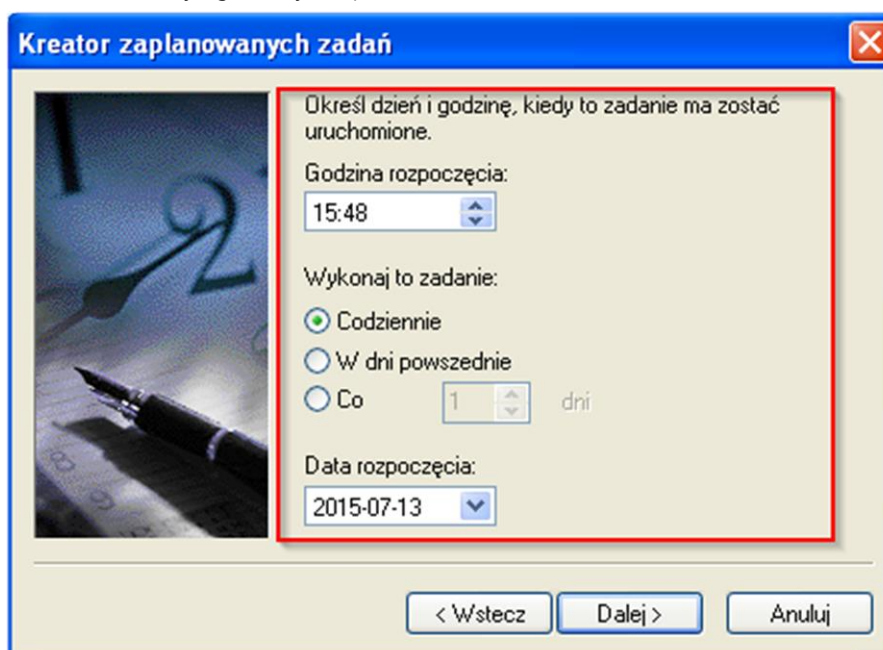 Kreator zaplanowanych zadań
Określ dzień i godzinę, kiedy to zadanie ma zostać
uruchomione.
Godzina rozpoczęcia:
15:48
Wykonaj to zadanie:
Codziennie
W dni powszednie
Co 1 dni
Data rozpoczęcia:
2015-07-13
< Wstecz Dalej > Anuluj